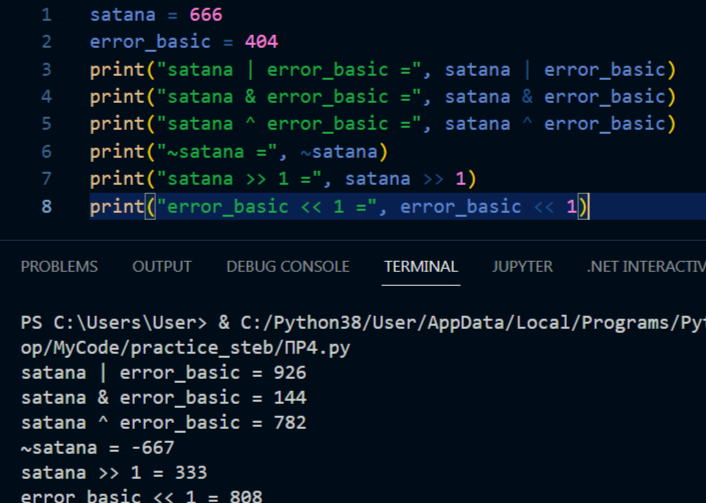 1 satana = 666
2 error_basic = 404
3 print("satana | error_basic =", satana | error_basic)
4 print("satana & error_basic =", satana & error_basic)
5 print("satana ^ error_basic =", satana ^ error_basic)
6 print("~satana =", ~satana)
7 print("satana >> 1 =", satana >> 1)
8 print("error_basic << 1 =", error_basic << 1)
PROBLEMS OUTPUT DEBUG CONSOLE TERMINAL JUPYTER .NET INTERACTIV
PS C:\Users\User> & C:/Python38/User/AppData/Local/Programs/Pyt
op/MyCode/practice_steb/ПР4.py
satana | error_basic = 926
satana & error_basic = 144
satana ^ error_basic = 782
~satana = -667
satana >> 1 = 333
error_basic << 1 = 808